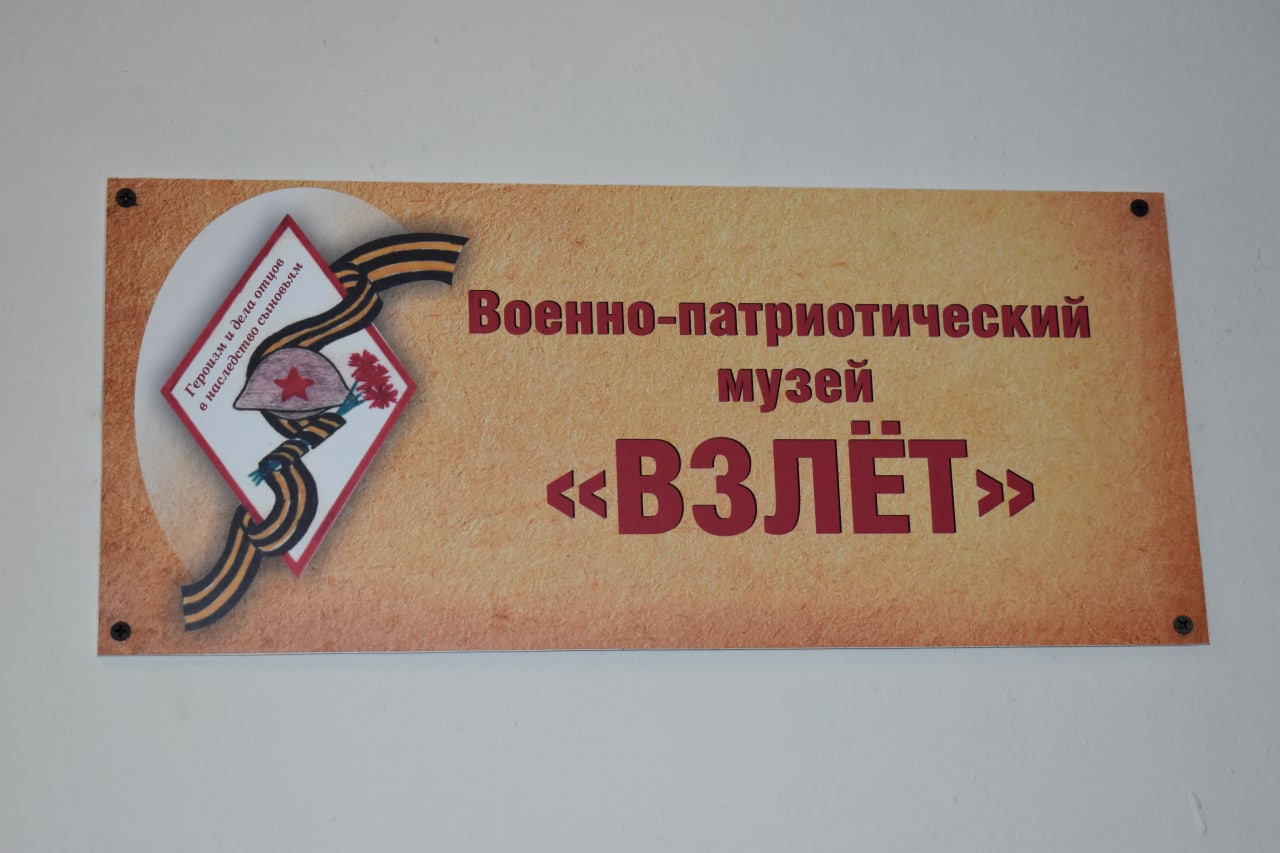 Героизм и дела отцов
в наследство сыновьям
Военно-патриотический
музей
«ВЗЛЁТ»